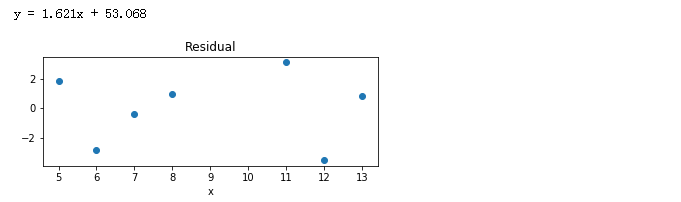 y = 1.621x + 53.068
Residual
2
0
−2
5 6 7 8 9 10 11 12 13
x